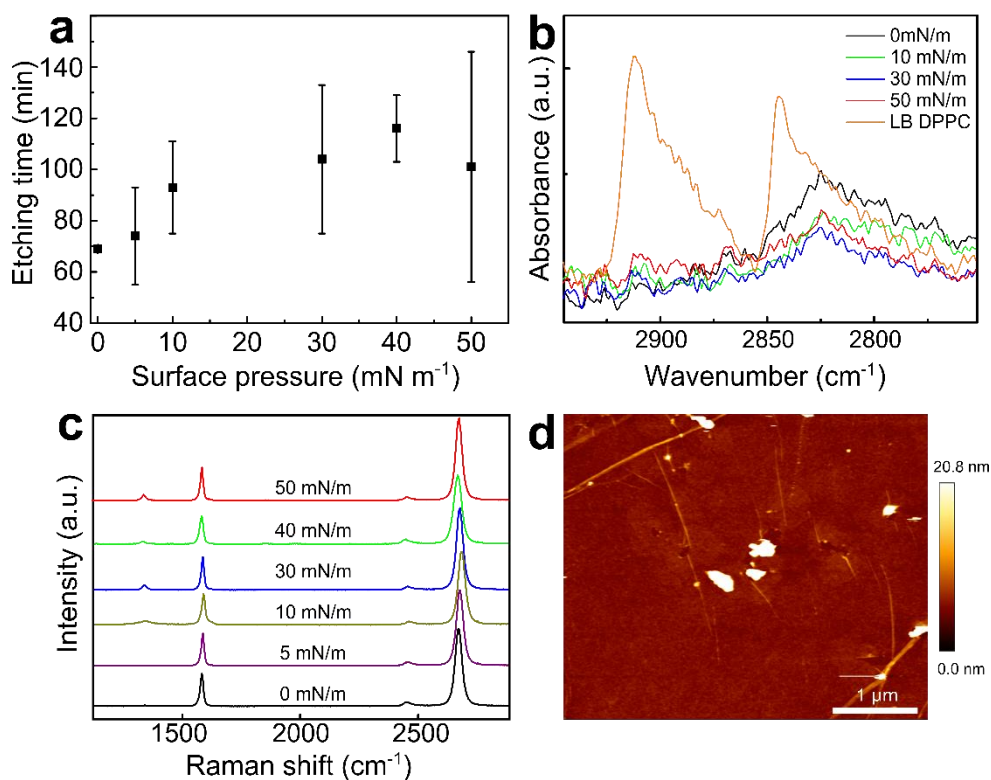 a
140
120
100
80
60
40
0 10 20 30 40 50
Surface pressure (mN m⁻¹)
Etching time (min)
b
0mN/m
10 mN/m
30 mN/m
50 mN/m
LB DPPC
2900 2850 2800
Wavenumber (cm⁻¹)
Absorbance (a.u.)
c
50 mN/m
40 mN/m
30 mN/m
10 mN/m
5 mN/m
0 mN/m
1500 2000 2500
Raman shift (cm⁻¹)
Intensity (a.u.)
d
20.8 nm
0.0 nm
1 µm